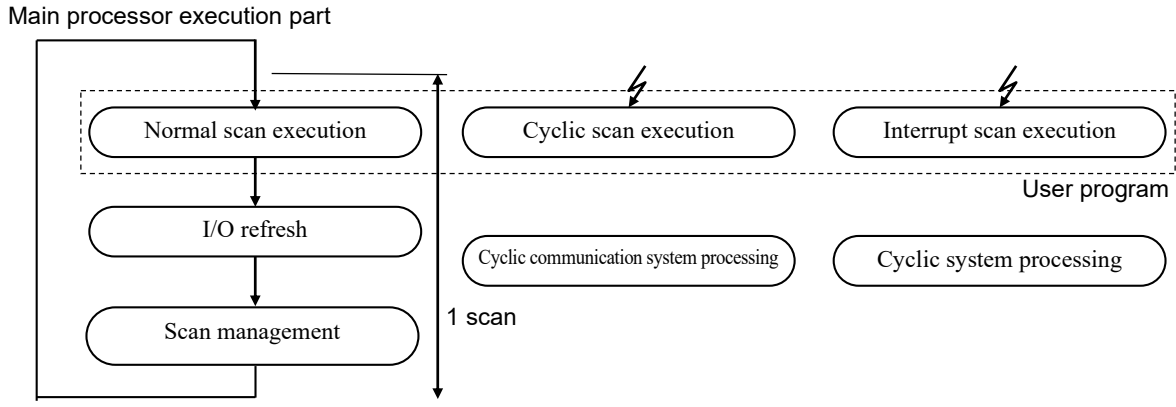 Main processor execution part
Normal scan execution
Cyclic scan execution
Interrupt scan execution
User program
I/O refresh
Cyclic communication system processing
Cyclic system processing
Scan management
1 scan